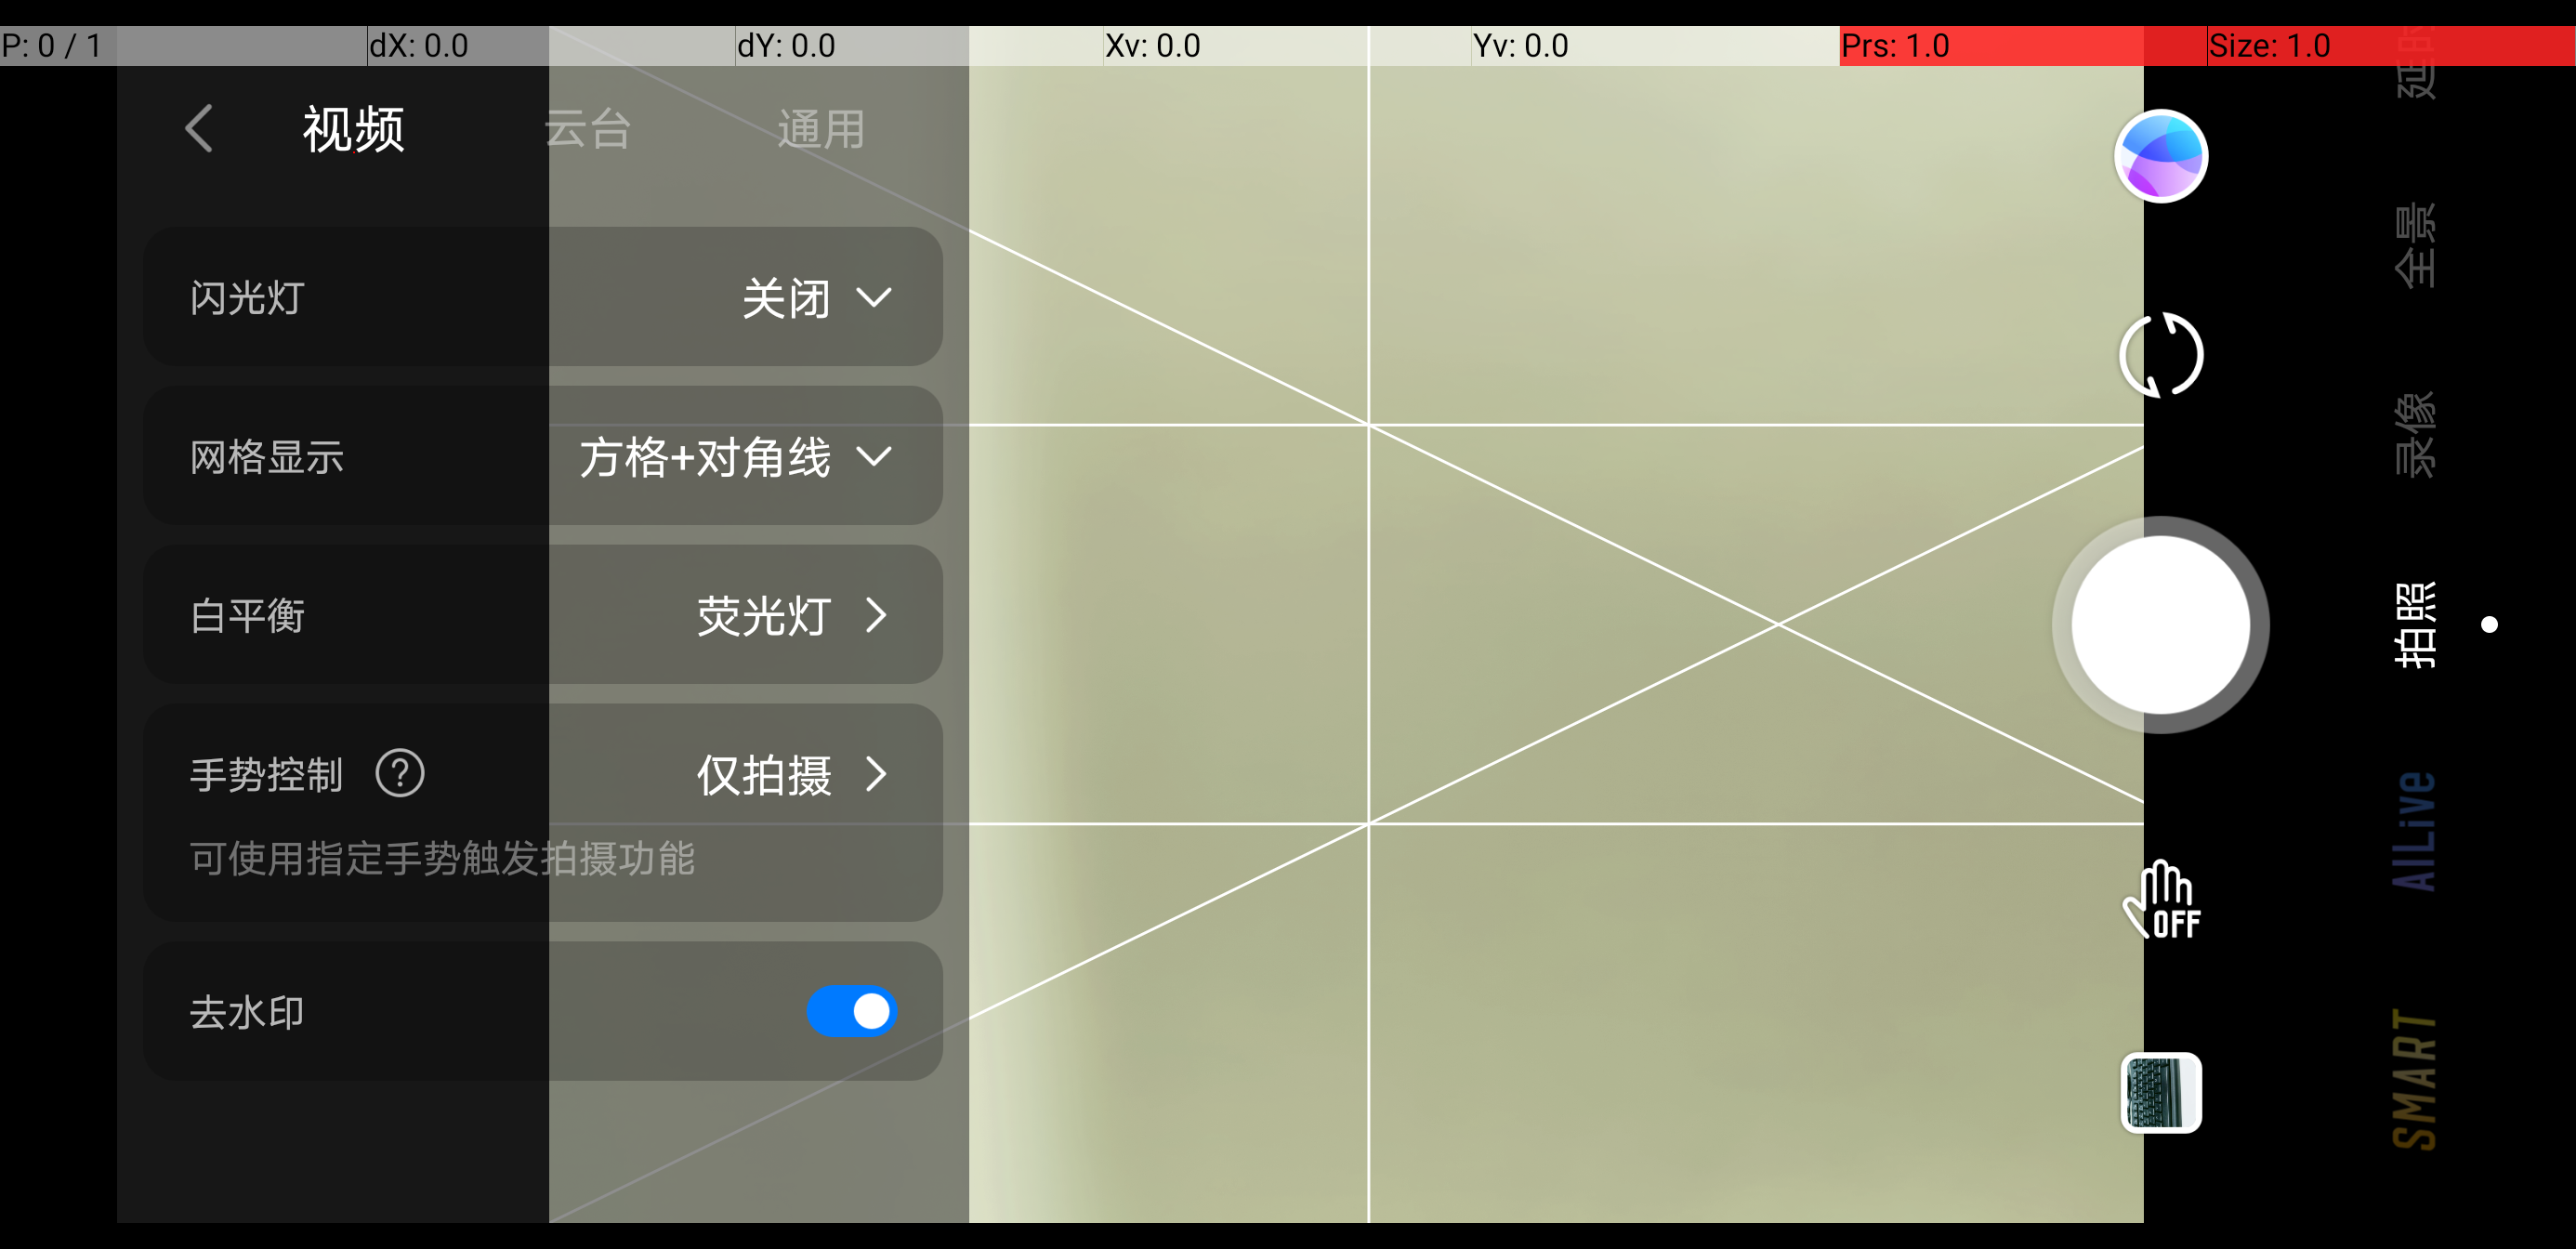 P: 0 / 1
dX: 0.0
dY: 0.0
Xv: 0.0
Yv: 0.0
Prs: 1.0
Size: 1.0
视频
云台
通用
闪光灯
关闭
网格显示
方格+对角线
白平衡
荧光灯
手势控制
?
仅拍摄
可使用指定手势触发拍摄功能
去水印
OFF
延时
全景
录像
拍照
AILive
SMART